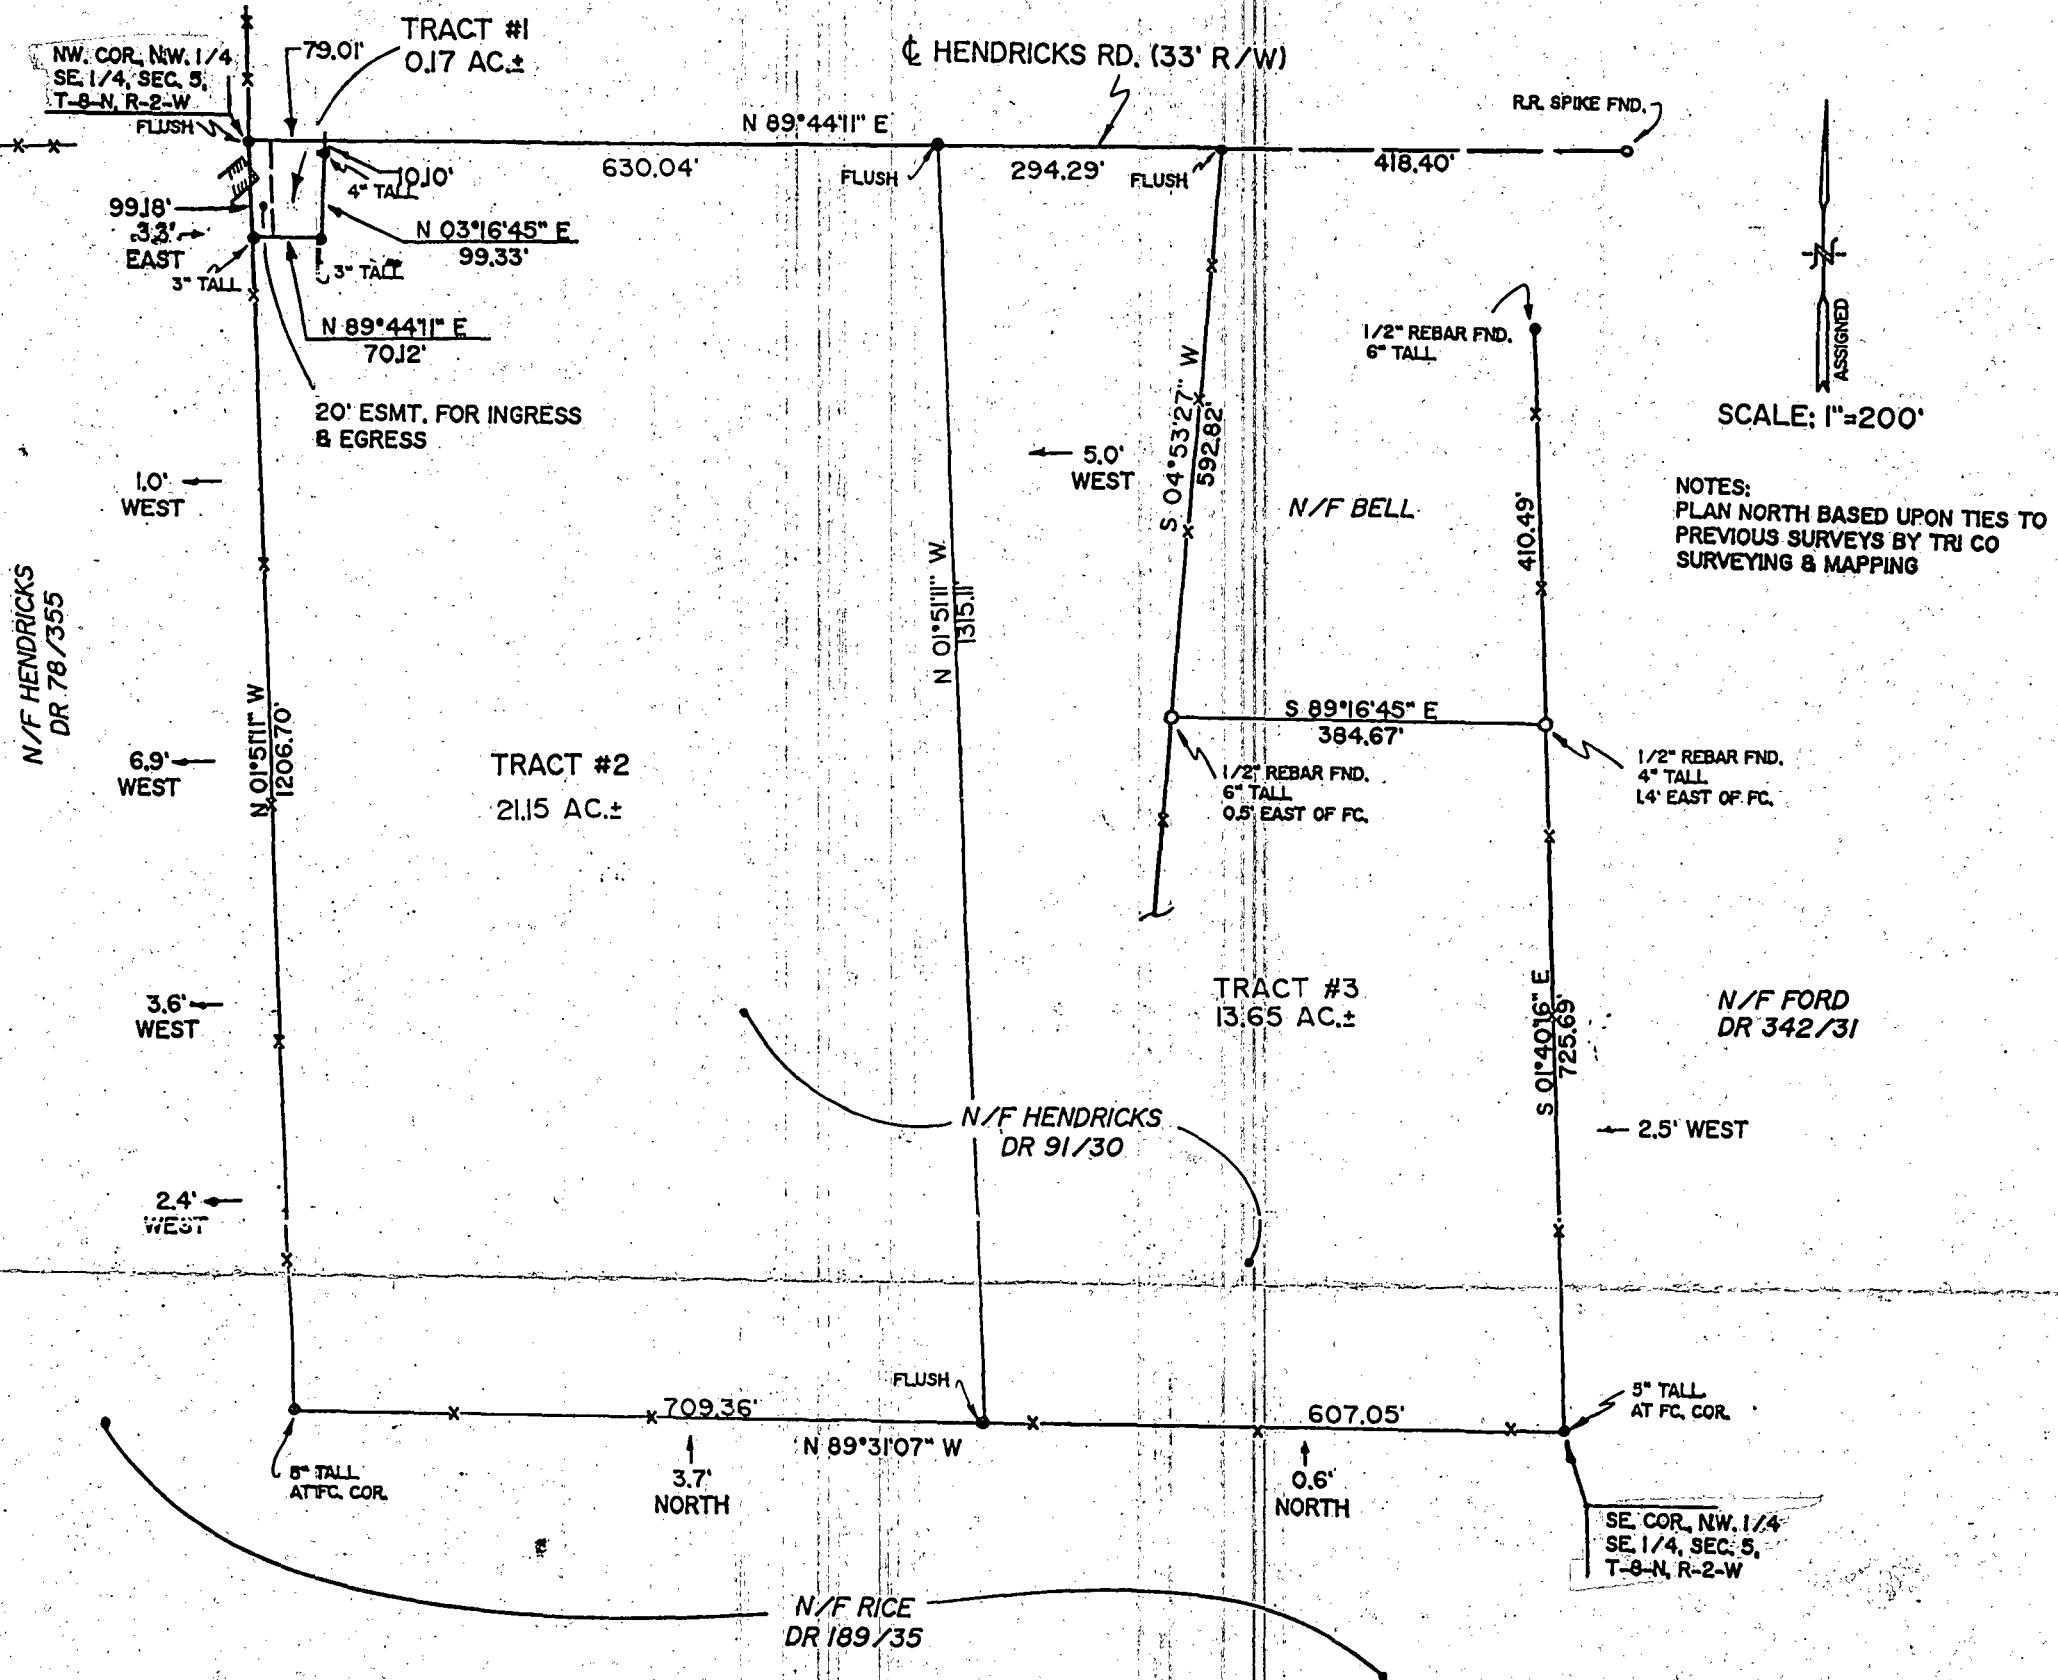 TRACT #1
0.17 AC.±
79.01'
NW. COR., N.W. 1/4
SE. 1/4, SEC. 5,
T-8-N, R-2-W
FLUSH
℄ HENDRICKS RD. (33' R/W)
R.R. SPIKE FND.
N 89°44'11" E
630.04'
FLUSH
294.29'
FLUSH
418.40'
10.10'
4" TALL
99.18'
3.3'
EAST
3" TALL
N 03°16'45" E
99.33'
3" TALL
N 89°44'11" E
70.12'
20' ESMT. FOR INGRESS
& EGRESS
1/2" REBAR FND.
6" TALL
ASSIGNED
SCALE: 1"=200'
NOTES:
PLAN NORTH BASED UPON TIES TO
PREVIOUS SURVEYS BY TRI CO
SURVEYING & MAPPING
1.0'
WEST
5.0'
WEST
S 04°53'27" W
592.82'
N/F BELL
410.49'
N/F HENDRICKS
DR 78/355
N 01°51'11" W
1315.11'
N 01°51'11" W
1206.70'
6.9'
WEST
TRACT #2
21.15 AC.±
S 89°16'45" E
384.67'
1/2" REBAR FND.
6" TALL
0.5' EAST OF FC.
1/2" REBAR FND.
4" TALL
1.4' EAST OF FC.
3.6'
WEST
TRACT #3
13.65 AC.±
S 01°40'16" E
725.69'
N/F FORD
DR 342/31
N/F HENDRICKS
DR 91/30
2.5' WEST
2.4'
WEST
FLUSH
709.36'
N 89°31'07" W
607.05'
5" TALL
AT FC. COR.
5" TALL
AT FC. COR.
3.7'
NORTH
0.6'
NORTH
SE. COR., N.W. 1/4
SE. 1/4, SEC. 5,
T-8-N, R-2-W
N/F RICE
DR 189/35